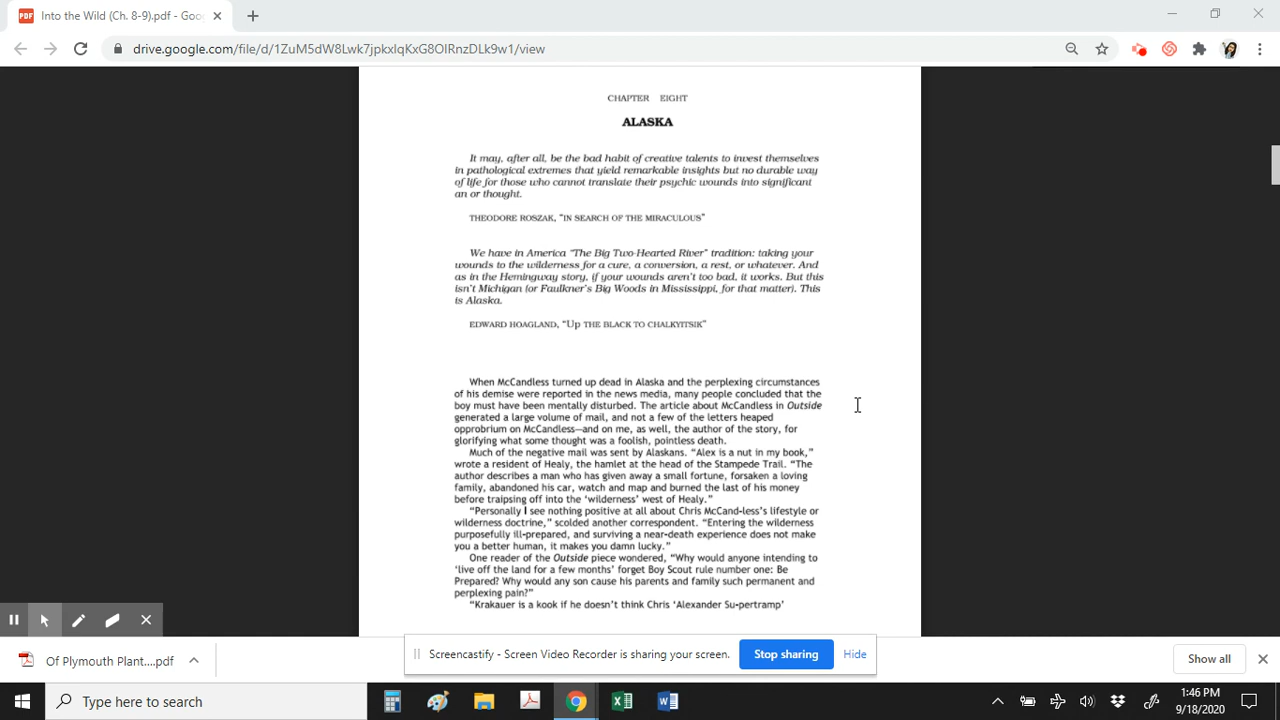 Into the Wild (Ch. 8-9).pdf - Goo
drive.google.com/file/d/1ZuM5dW8Lwk7jpkxlqKxG8OlRnzDLk9w1/view
CHAPTER EIGHT
ALASKA
It may, after all, be the bad habit of creative talents to invest themselves
in pathological extremes that yield remarkable insights but no durable way
of life for those who cannot translate their psychic wounds into significant
an or thought.
THEODORE ROSZAK, "IN SEARCH OF THE MIRACULOUS"
We have in America "The Big Two-Hearted River" tradition: taking your
wounds to the wilderness for a cure, a conversion, a rest, or whatever. And
as in the Hemingway story, if your wounds aren't too bad, it works. But this
isn't Michigan (or Faulkner's Big Woods in Mississippi, for that matter). This
is Alaska.
EDWARD HOAGLAND, "Up THE BLACK TO CHALKYITSIK"
When McCandless turned up dead in Alaska and the perplexing circumstances
of his demise were reported in the news media, many people concluded that the
boy must have been mentally disturbed. The article about McCandless in Outside
generated a large volume of mail, and not a few of the letters heaped
opprobrium on McCandless—and on me, as well, the author of the story, for
glorifying what some thought was a foolish, pointless death.
Much of the negative mail was sent by Alaskans. "Alex is a nut in my book,"
wrote a resident of Healy, the hamlet at the head of the Stampede Trail. "The
author describes a man who has given away a small fortune, forsaken a loving
family, abandoned his car, watch and map and burned the last of his money
before traipsing off into the 'wilderness' west of Healy."
"Personally I see nothing positive at all about Chris McCand-less's lifestyle or
wilderness doctrine," scolded another correspondent. "Entering the wilderness
purposefully ill-prepared, and surviving a near-death experience does not make
you a better human, it makes you damn lucky."
One reader of the Outside piece wondered, "Why would anyone intending to
'live off the land for a few months' forget Boy Scout rule number one: Be
Prepared? Why would any son cause his parents and family such permanent and
perplexing pain?"
"Krakauer is a kook if he doesn't think Chris 'Alexander Su-pertramp'
Screencastify - Screen Video Recorder is sharing your screen.
Stop sharing
Hide
Of Plymouth Plant....pdf
Show all
Type here to search
1:46 PM
9/18/2020